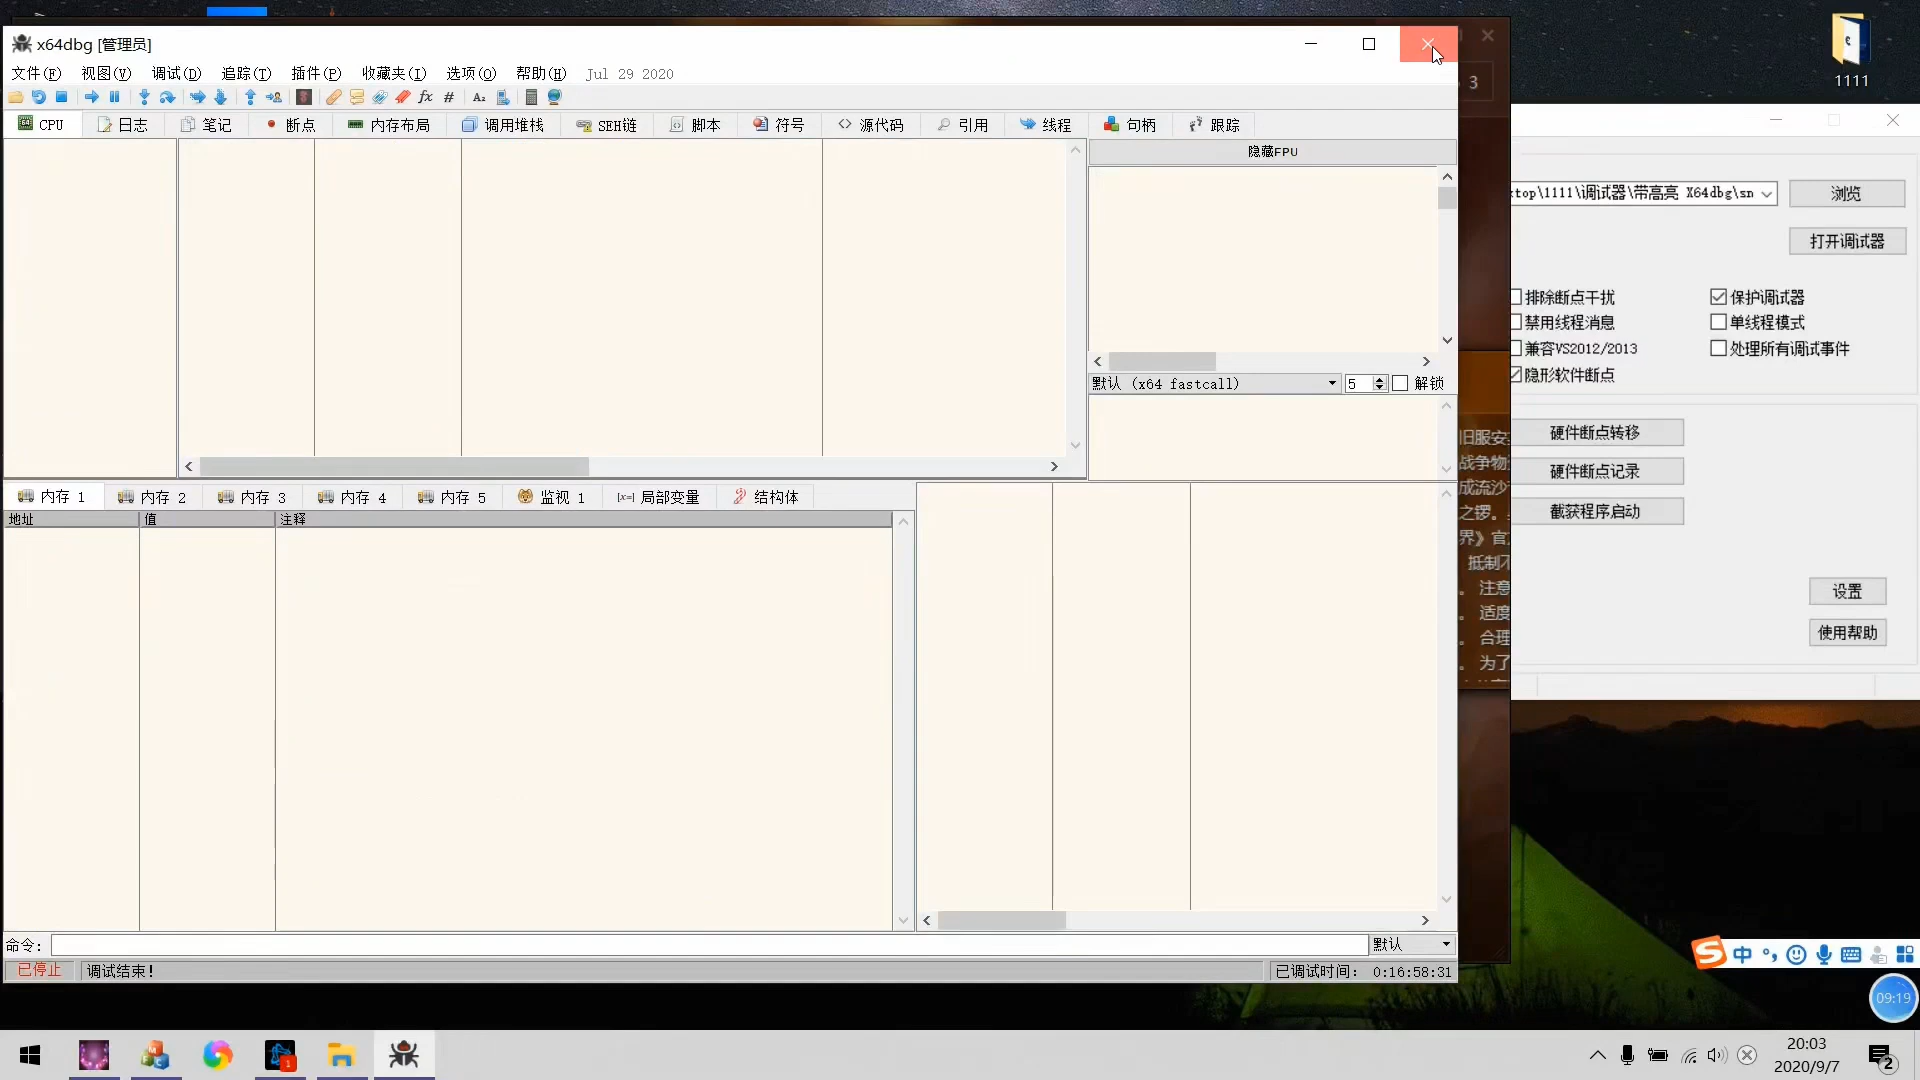 x64dbg [管理员]
文件(F) 视图(V) 调试(D) 追踪(T) 插件(P) 收藏夹(I) 选项(O) 帮助(H) Jul 29 2020
CPU 日志 笔记 断点 内存布局 调用堆栈 SEH链 脚本 符号 源代码 引用 线程 句柄 跟踪
隐藏FPU
默认 (x64 fastcall) 5 解锁
内存 1 内存 2 内存 3 内存 4 内存 5 监视 1 局部变量 结构体
地址 值 注释
命令: 默认
已停止 调试结束! 已调试时间: 0:16:58:31
3
1111
top\1111\调试器\带高亮 X64dbg\sn 浏览
打开调试器
排除断点干扰 保护调试器
禁用线程消息 单线程模式
兼容VS2012/2013 处理所有调试事件
隐形软件断点
硬件断点转移
硬件断点记录
截获程序启动
设置
使用帮助
旧服安
战争物
成流沙
之锣。
界》官
抵制不
。 注意
。 适度
。 合理
。 为了
中
09:19
20:03
2020/9/7
1
2